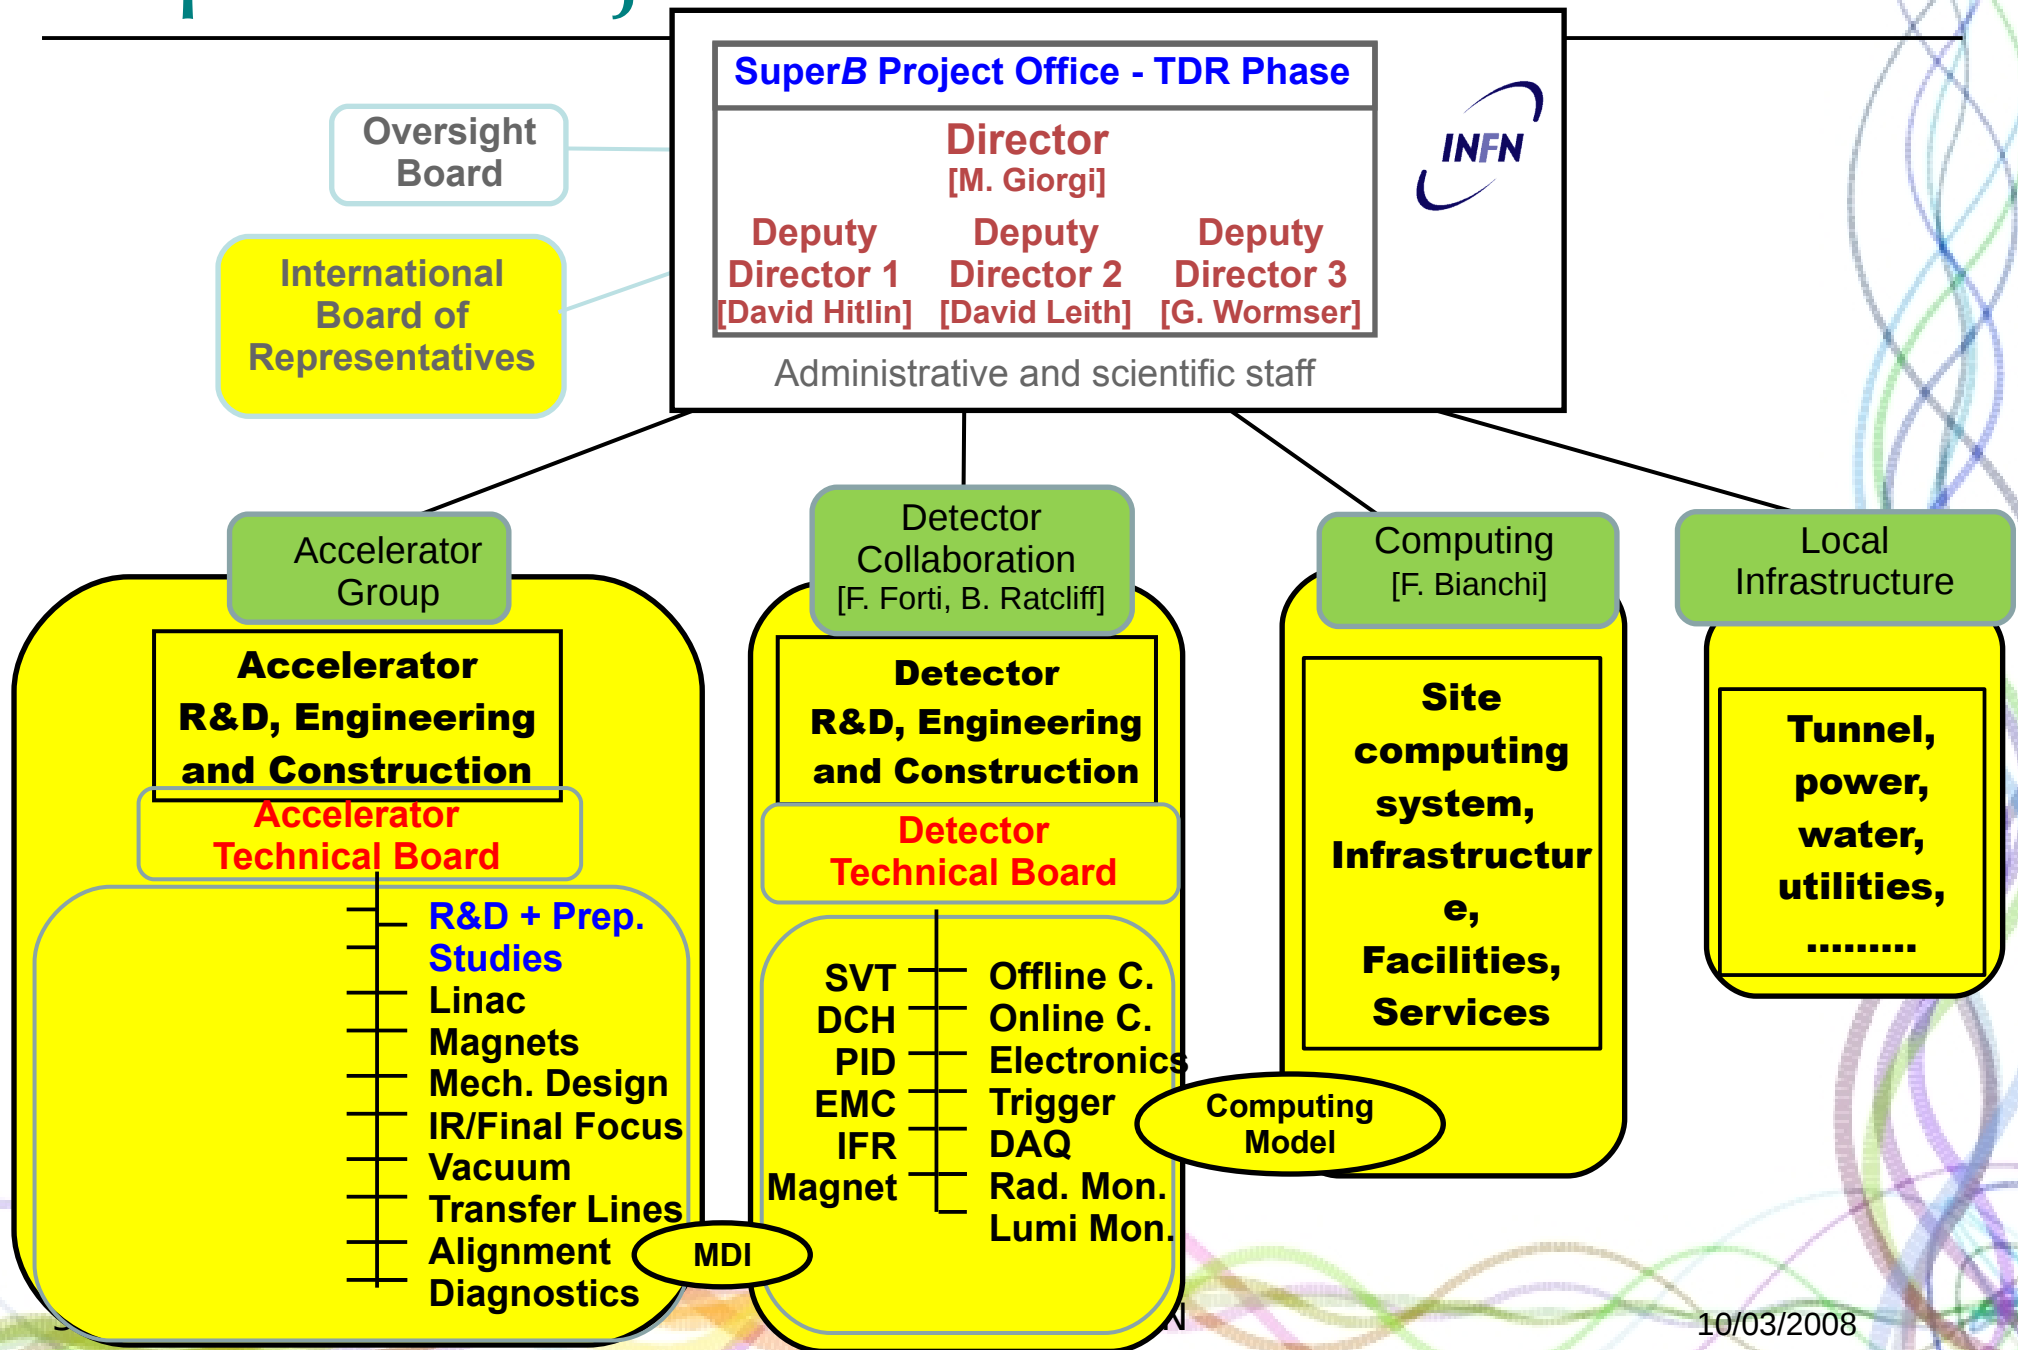 SuperB Project Office - TDR Phase
Director
[M. Giorgi]
Deputy
Director 1
[David Hitlin]
Deputy
Director 2
[David Leith]
Deputy
Director 3
[G. Wormser]
Administrative and scientific staff
INFN
Oversight
Board
International
Board of
Representatives
Accelerator
Group
Accelerator
R&D, Engineering
and Construction
Accelerator
Technical Board
R&D + Prep.
Studies
Linac
Magnets
Mech. Design
IR/Final Focus
Vacuum
Transfer Lines
Alignment
Diagnostics
MDI
Detector
Collaboration
[F. Forti, B. Ratcliff]
Detector
R&D, Engineering
and Construction
Detector
Technical Board
SVT
DCH
PID
EMC
IFR
Magnet
Offline C.
Online C.
Electronics
Trigger
DAQ
Rad. Mon.
Lumi Mon.
Computing
Model
Computing
[F. Bianchi]
Site
computing
system,
Infrastructur
e,
Facilities,
Services
Local
Infrastructure
Tunnel,
power,
water,
utilities,
.........
10/03/2008